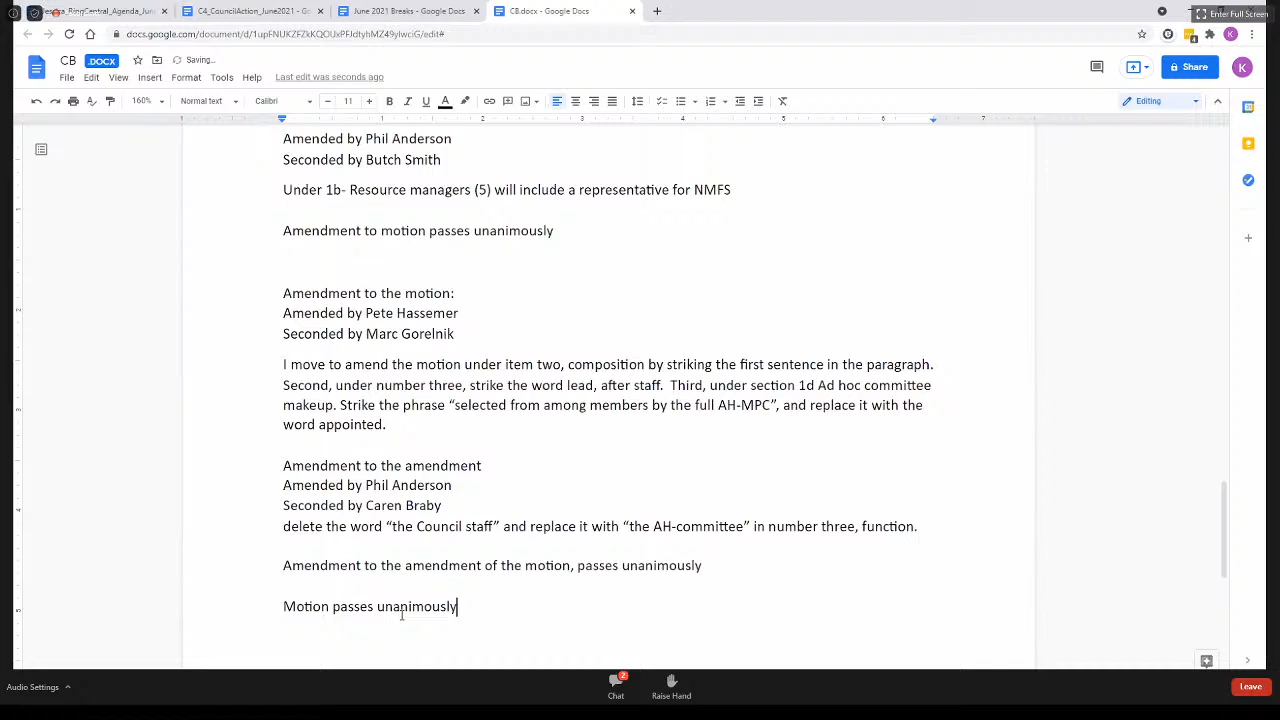 C4_CouncilAction_June2021 - Go
June 2021 Breaks - Google Docs
CB.docx - Google Docs
Enter Full Screen
CB .DOCX
Saving...
File Edit View Insert Format Tools Help Last edit was seconds ago
Share
K
160% Normal text Calibri 11
Editing
Amended by Phil Anderson
Seconded by Butch Smith
Under 1b- Resource managers (5) will include a representative for NMFS
Amendment to motion passes unanimously
Amendment to the motion:
Amended by Pete Hassemer
Seconded by Marc Gorelnik
I move to amend the motion under item two, composition by striking the first sentence in the paragraph.
Second, under number three, strike the word lead, after staff.  Third, under section 1d Ad hoc committee
makeup. Strike the phrase “selected from among members by the full AH-MPC”, and replace it with the
word appointed.
Amendment to the amendment
Amended by Phil Anderson
Seconded by Caren Braby
delete the word “the Council staff” and replace it with “the AH-committee” in number three, function.
Amendment to the amendment of the motion, passes unanimously
Motion passes unanimously
Audio Settings
2
Chat
Raise Hand
Leave